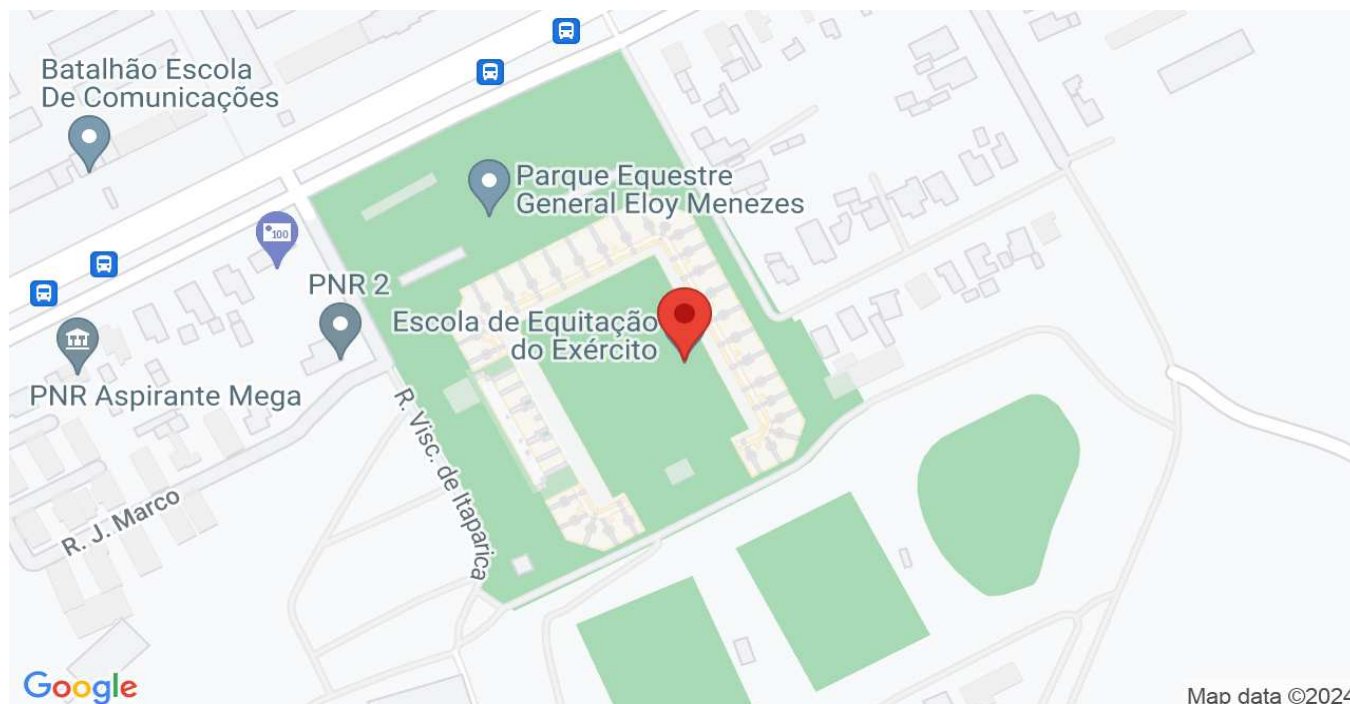 Batalhão Escola
De Comunicações
Parque Equestre
General Eloy Menezes
100
PNR 2
Escola de Equitação
do Exército
PNR Aspirante Mega
R. Visc. de Itaparica
R. J. Marco
Google
Map data ©2024